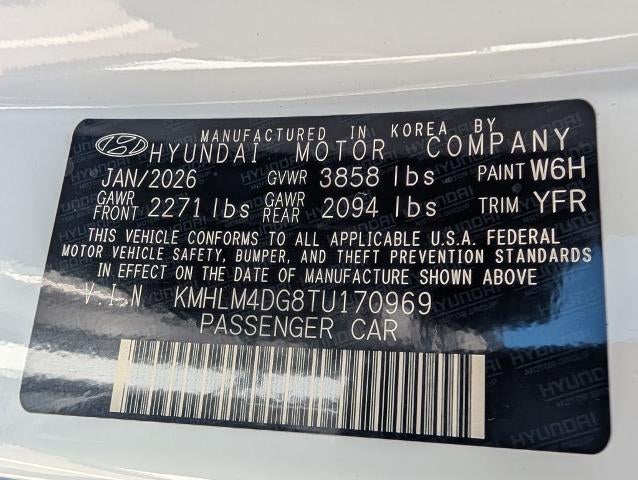 MANUFACTURED IN KOREA BY
HYUNDAI MOTOR COMPANY
JAN/2026 GVWR 3858 lbs PAINT W6H
GAWR FRONT 2271 lbs GAWR REAR 2094 lbs TRIM YFR
THIS VEHICLE CONFORMS TO ALL APPLICABLE U.S.A. FEDERAL
MOTOR VEHICLE SAFETY, BUMPER, AND THEFT PREVENTION STANDARDS
IN EFFECT ON THE DATE OF MANUFACTURE SHOWN ABOVE
V.I.N KMHLM4DG8TU170969
PASSENGER CAR